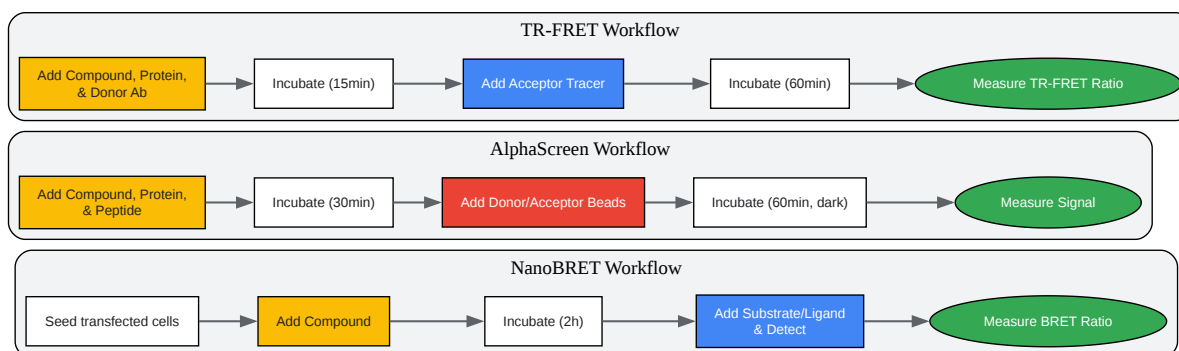 TR-FRET Workflow
Add Compound, Protein,
& Donor Ab
Incubate (15min)
Add Acceptor Tracer
Incubate (60min)
Measure TR-FRET Ratio
AlphaScreen Workflow
Add Compound, Protein,
& Peptide
Incubate (30min)
Add Donor/Acceptor Beads
Incubate (60min, dark)
Measure Signal
NanoBRET Workflow
Seed transfected cells
Add Compound
Incubate (2h)
Add Substrate/Ligand
& Detect
Measure BRET Ratio